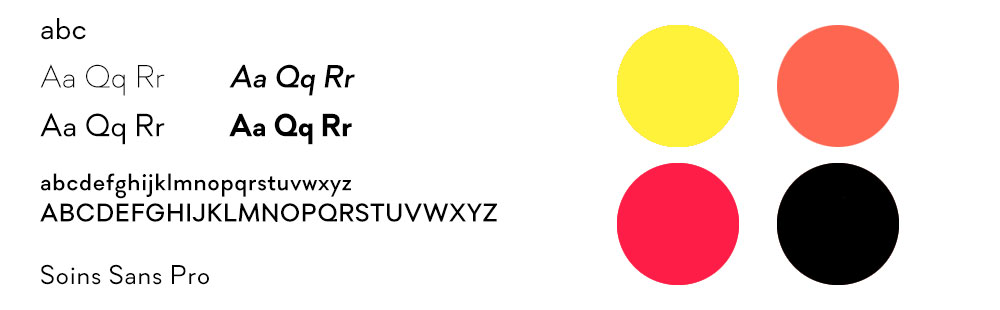 abc
Aa Qq Rr Aa Qq Rr
Aa Qq Rr Aa Qq Rr
abcdefghijklmnopqrstuvwxyz
ABCDEFGHIJKLMNOPQRSTUVWXYZ
Soins Sans Pro